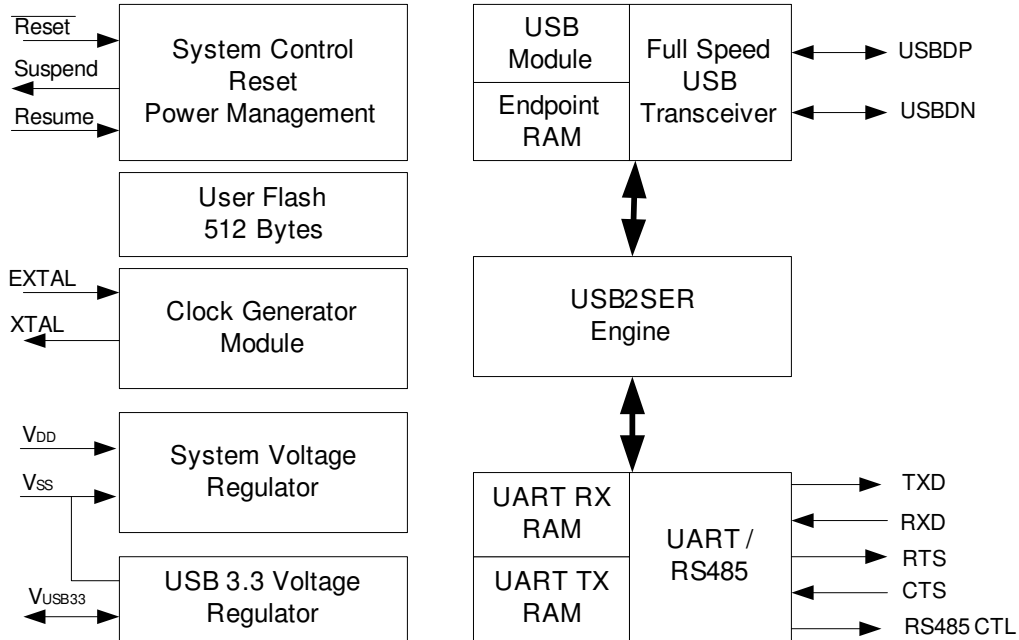 Reset
Suspend
Resume
System Control
Reset
Power Management
User Flash
512 Bytes
EXTAL
XTAL
Clock Generator
Module
VDD
VSS
System Voltage
Regulator
VUSB33
USB 3.3 Voltage
Regulator
USB
Module
Endpoint
RAM
Full Speed
USB
Transceiver
USBDP
USBDN
USB2SER
Engine
UART RX
RAM
UART TX
RAM
UART /
RS485
TXD
RXD
RTS
CTS
RS485 CTL